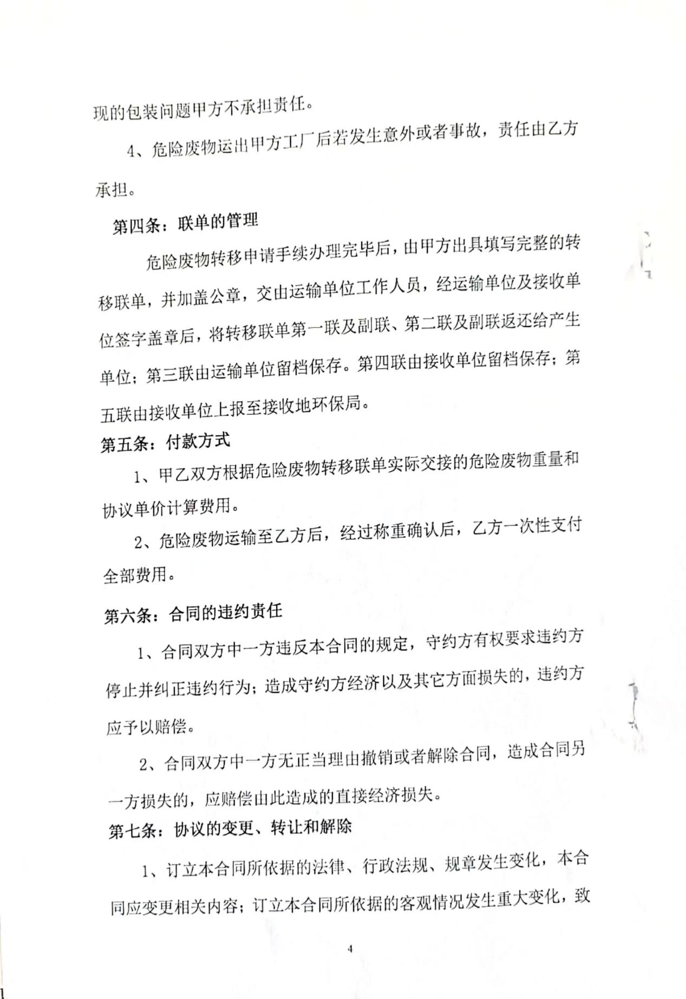 现的包装问题甲方不承担责任。
4、危险废物运出甲方工厂后若发生意外或者事故，责任由乙方
承担。
第四条：联单的管理
危险废物转移申请手续办理完毕后，由甲方出具填写完整的转
移联单，并加盖公章，交由运输单位工作人员，经运输单位及接收单
位签字盖章后，将转移联单第一联及副联、第二联及副联返还给产生
单位；第三联由运输单位留档保存。第四联由接收单位留档保存；第
五联由接收单位上报至接收地环保局。
第五条：付款方式
1、甲乙双方根据危险废物转移联单实际交接的危险废物重量和
协议单价计算费用。
2、危险废物运输至乙方后，经过称重确认后，乙方一次性支付
全部费用。
第六条：合同的违约责任
1、合同双方中一方违反本合同的规定，守约方有权要求违约方
停止并纠正违约行为；造成守约方经济以及其它方面损失的，违约方
应予以赔偿。
2、合同双方中一方无正当理由撤销或者解除合同，造成合同另
一方损失的，应赔偿由此造成的直接经济损失。
第七条：协议的变更、转让和解除
1、订立本合同所依据的法律、行政法规、规章发生变化，本合
同应变更相关内容；订立本合同所依据的客观情况发生重大变化，致
4